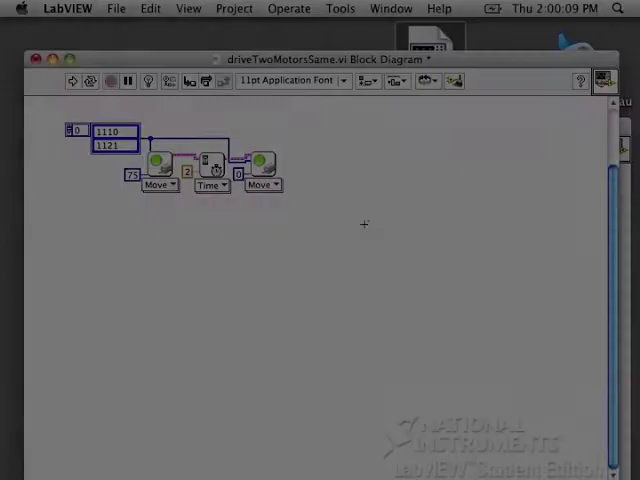 LabVIEW File Edit View Project Operate Tools Window Help Thu 2:00:09 PM
driveTwoMotorsSame.vi Block Diagram *
11pt Application Font
au
0 1110
1121
75 2 0
Move Time Move
NATIONAL
INSTRUMENTS
LabVIEW Student Edition